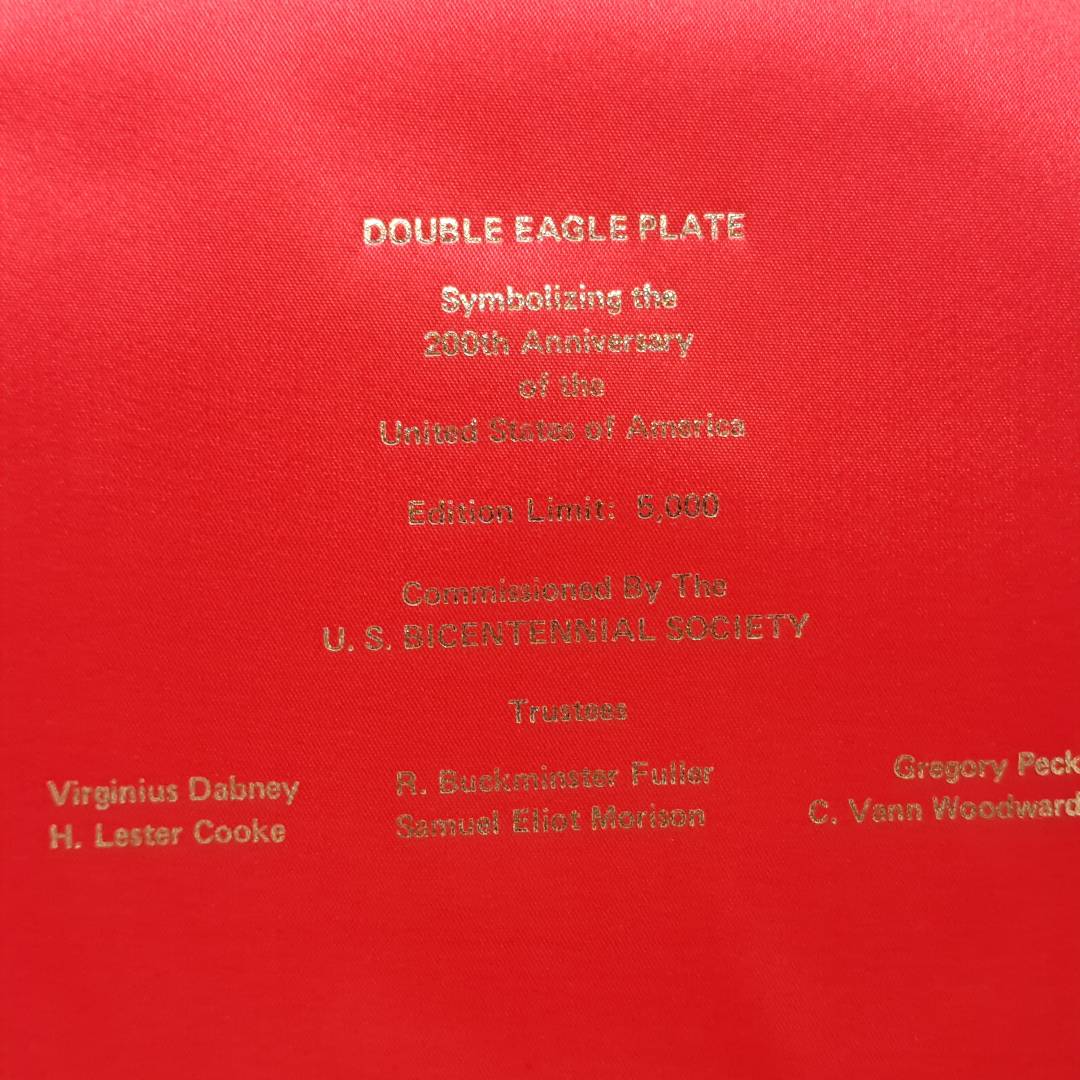 DOUBLE EAGLE PLATE
Symbolizing the
200th Anniversary
of the
United States of America
Edition Limit: 5,000
Commissioned By The
U. S. BICENTENNIAL SOCIETY
Trustees
Virginius Dabney R. Buckminster Fuller Gregory Peck
H. Lester Cooke Samuel Eliot Morison C. Vann Woodward